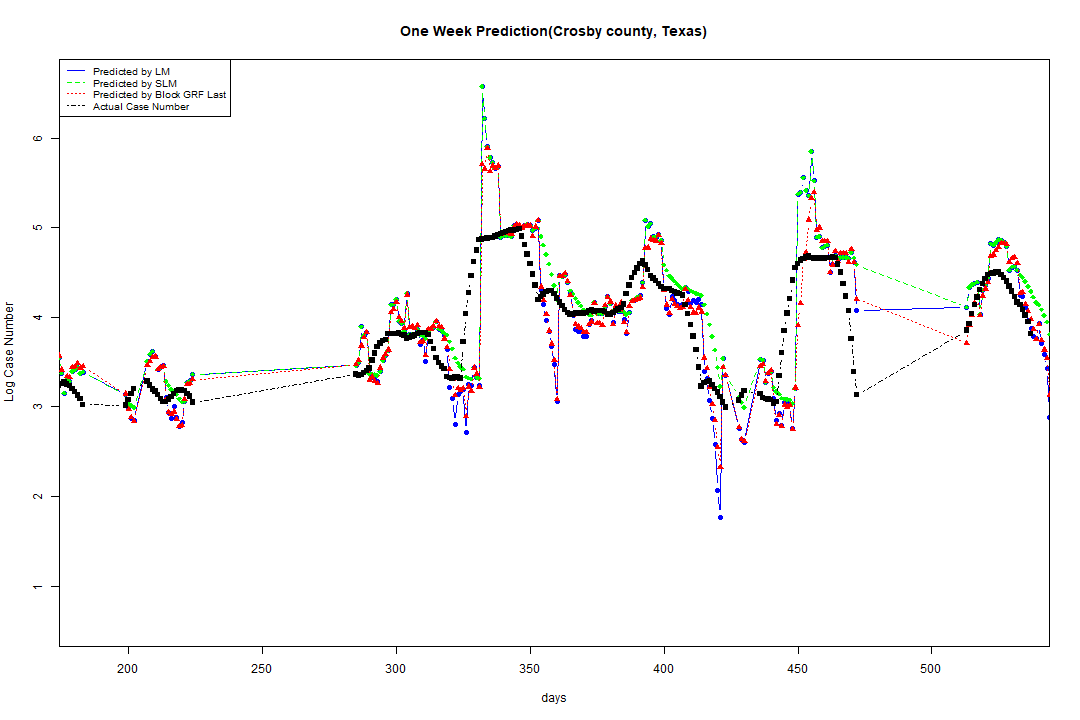 One Week Prediction(Crosby county, Texas)
Predicted by LM
Predicted by SLM
Predicted by Block GRF Last
Actual Case Number
Log Case Number
6
5
4
3
2
1
200
250
300
350
400
450
500
days